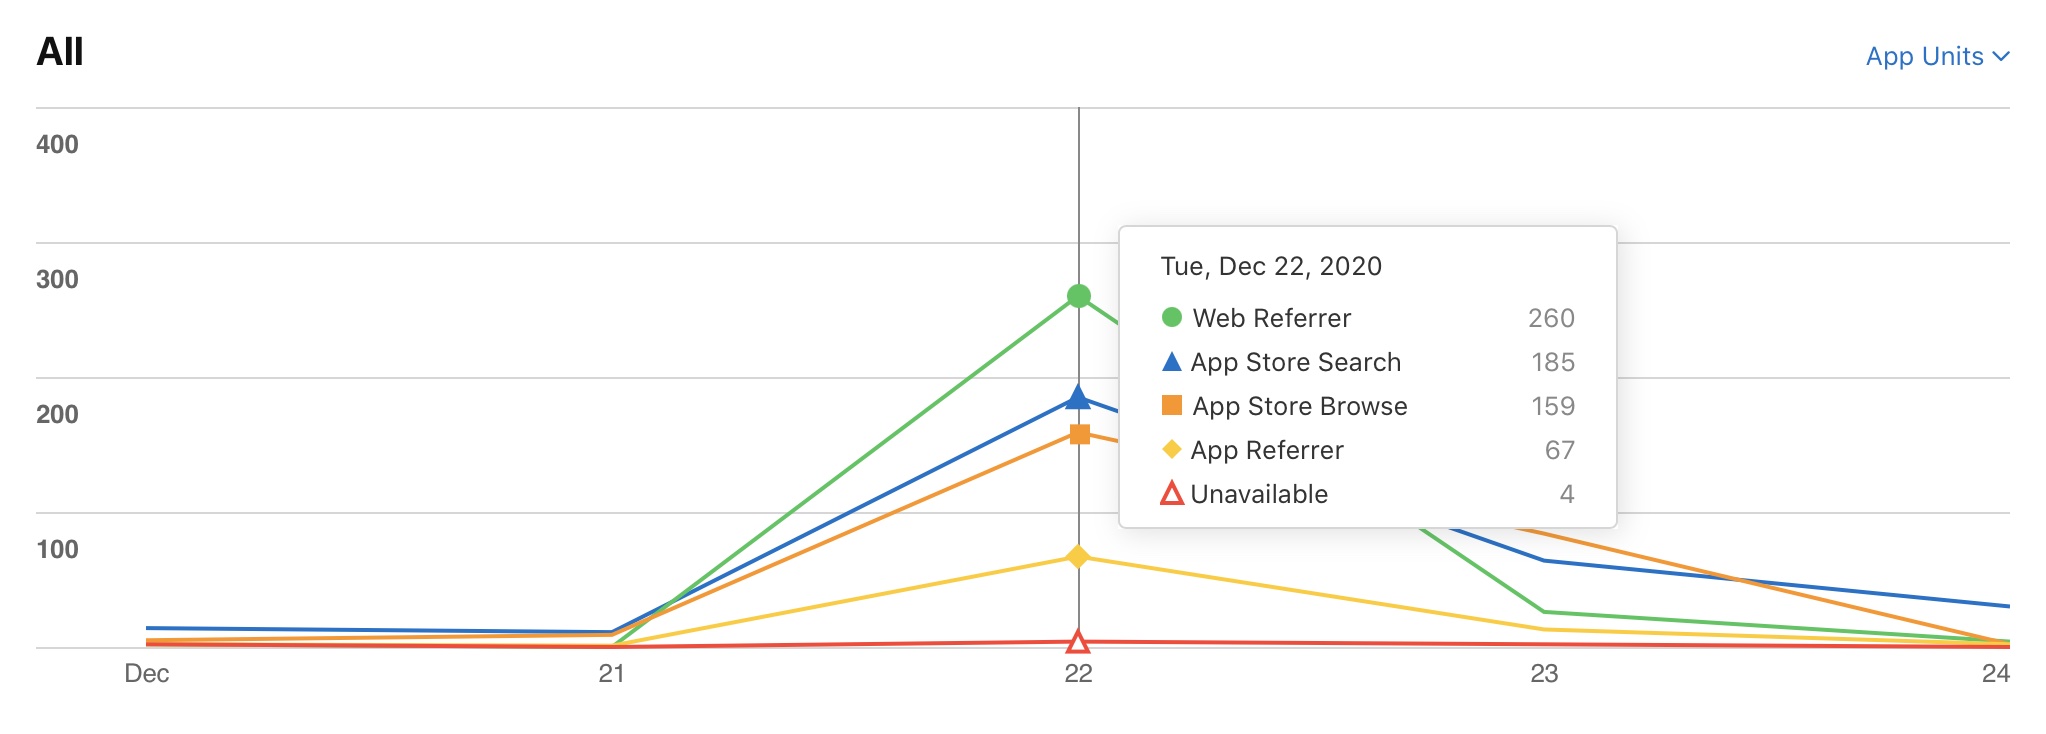 All
App Units
400
300
200
100
Tue, Dec 22, 2020
Web Referrer 260
App Store Search 185
App Store Browse 159
App Referrer 67
Unavailable 4
Dec 21 22 23 24